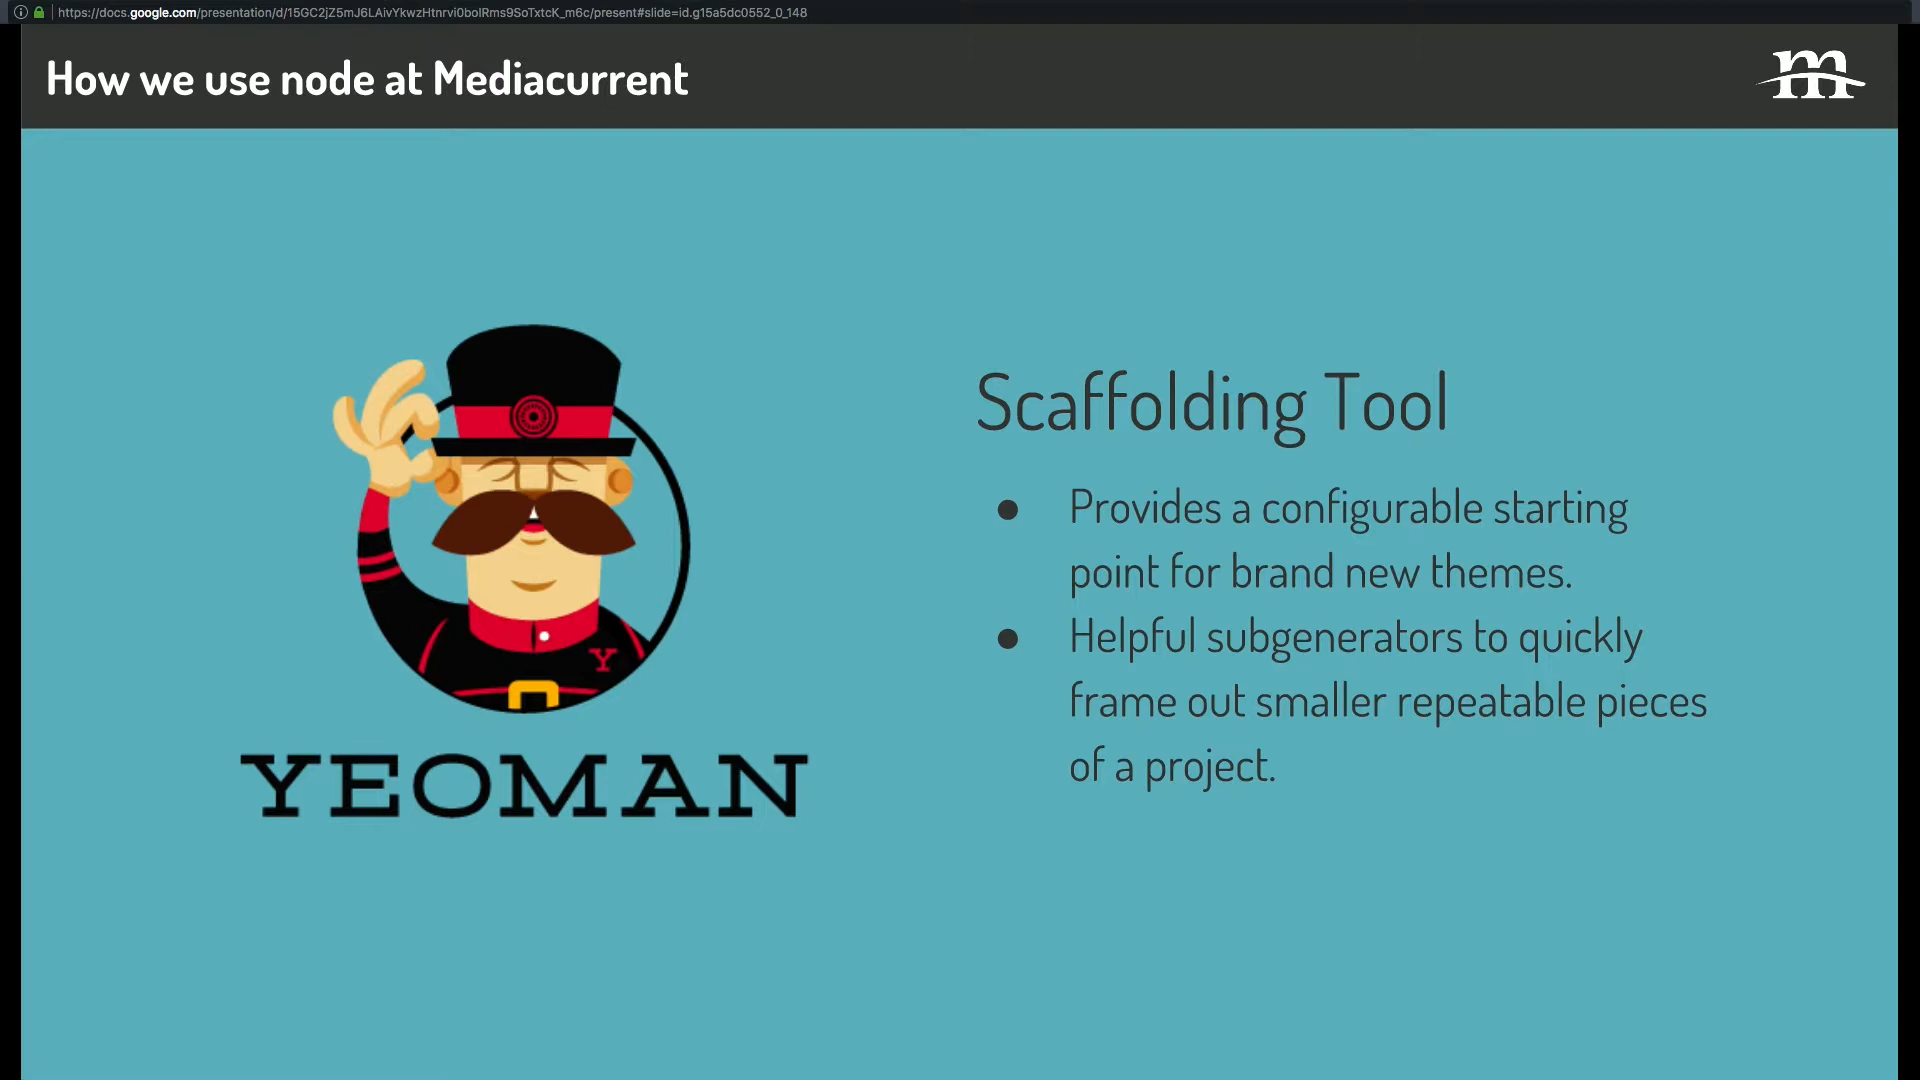 https://docs.google.com/presentation/d/15GC2jZ5mJ6LAivYkwzHtnrvi0bolRms9SoTxtcK_m6c/present#slide=id.g15a5dc0552_0_148
How we use node at Mediacurrent
m
Scaffolding Tool
● Provides a configurable starting
point for brand new themes.
● Helpful subgenerators to quickly
frame out smaller repeatable pieces
of a project.
Y
YEOMAN